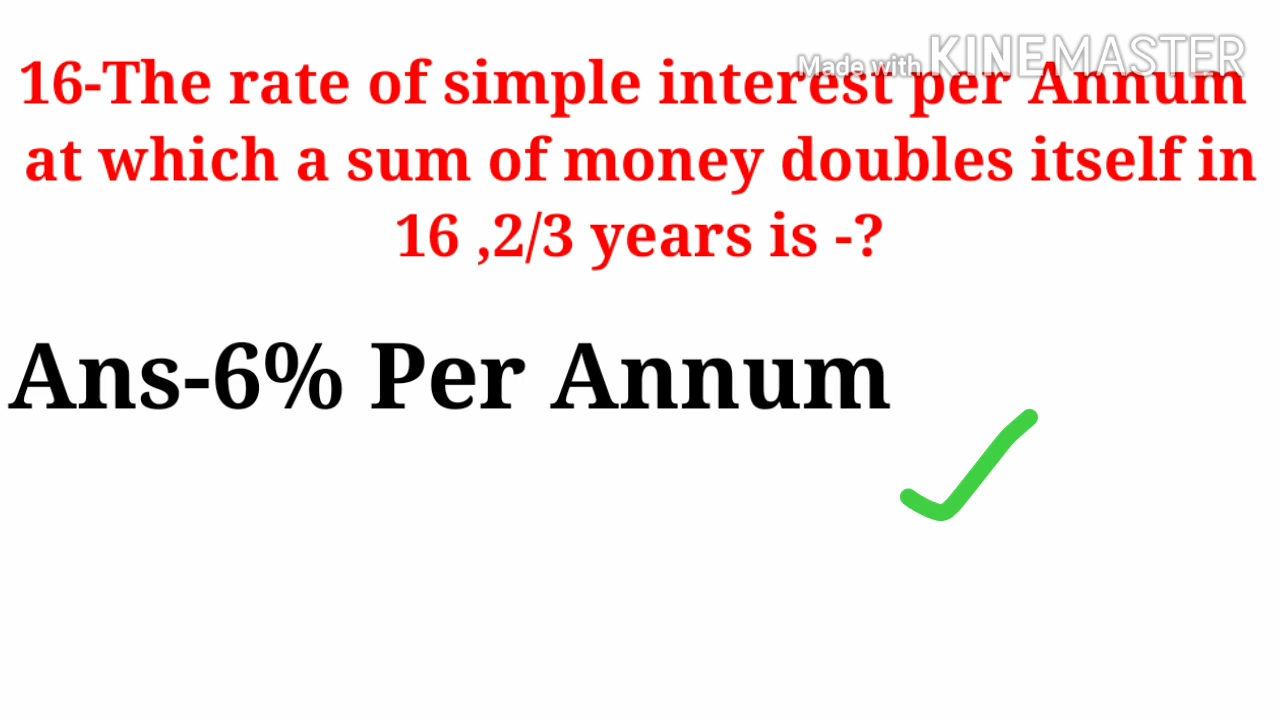 Made with KINEMASTER
16-The rate of simple interest per Annum
at which a sum of money doubles itself in
16 ,2/3 years is -?
Ans-6% Per Annum